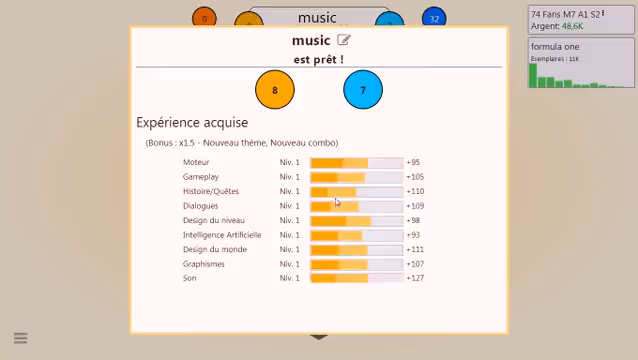 8
music
32
74 Fans M7 A1 S2
Argent: 48,6K
formula one
Exemplaires : 11K
music
est prêt !
8 7
Expérience acquise
(Bonus : x1.5 - Nouveau thème, Nouveau combo)
Moteur Niv. 1 +95
Gameplay Niv. 1 +105
Histoire/Quêtes Niv. 1 +110
Dialogues Niv. 1 +109
Design du niveau Niv. 1 +98
Intelligence Artificielle Niv. 1 +93
Design du monde Niv. 1 +111
Graphismes Niv. 1 +107
Son Niv. 1 +127